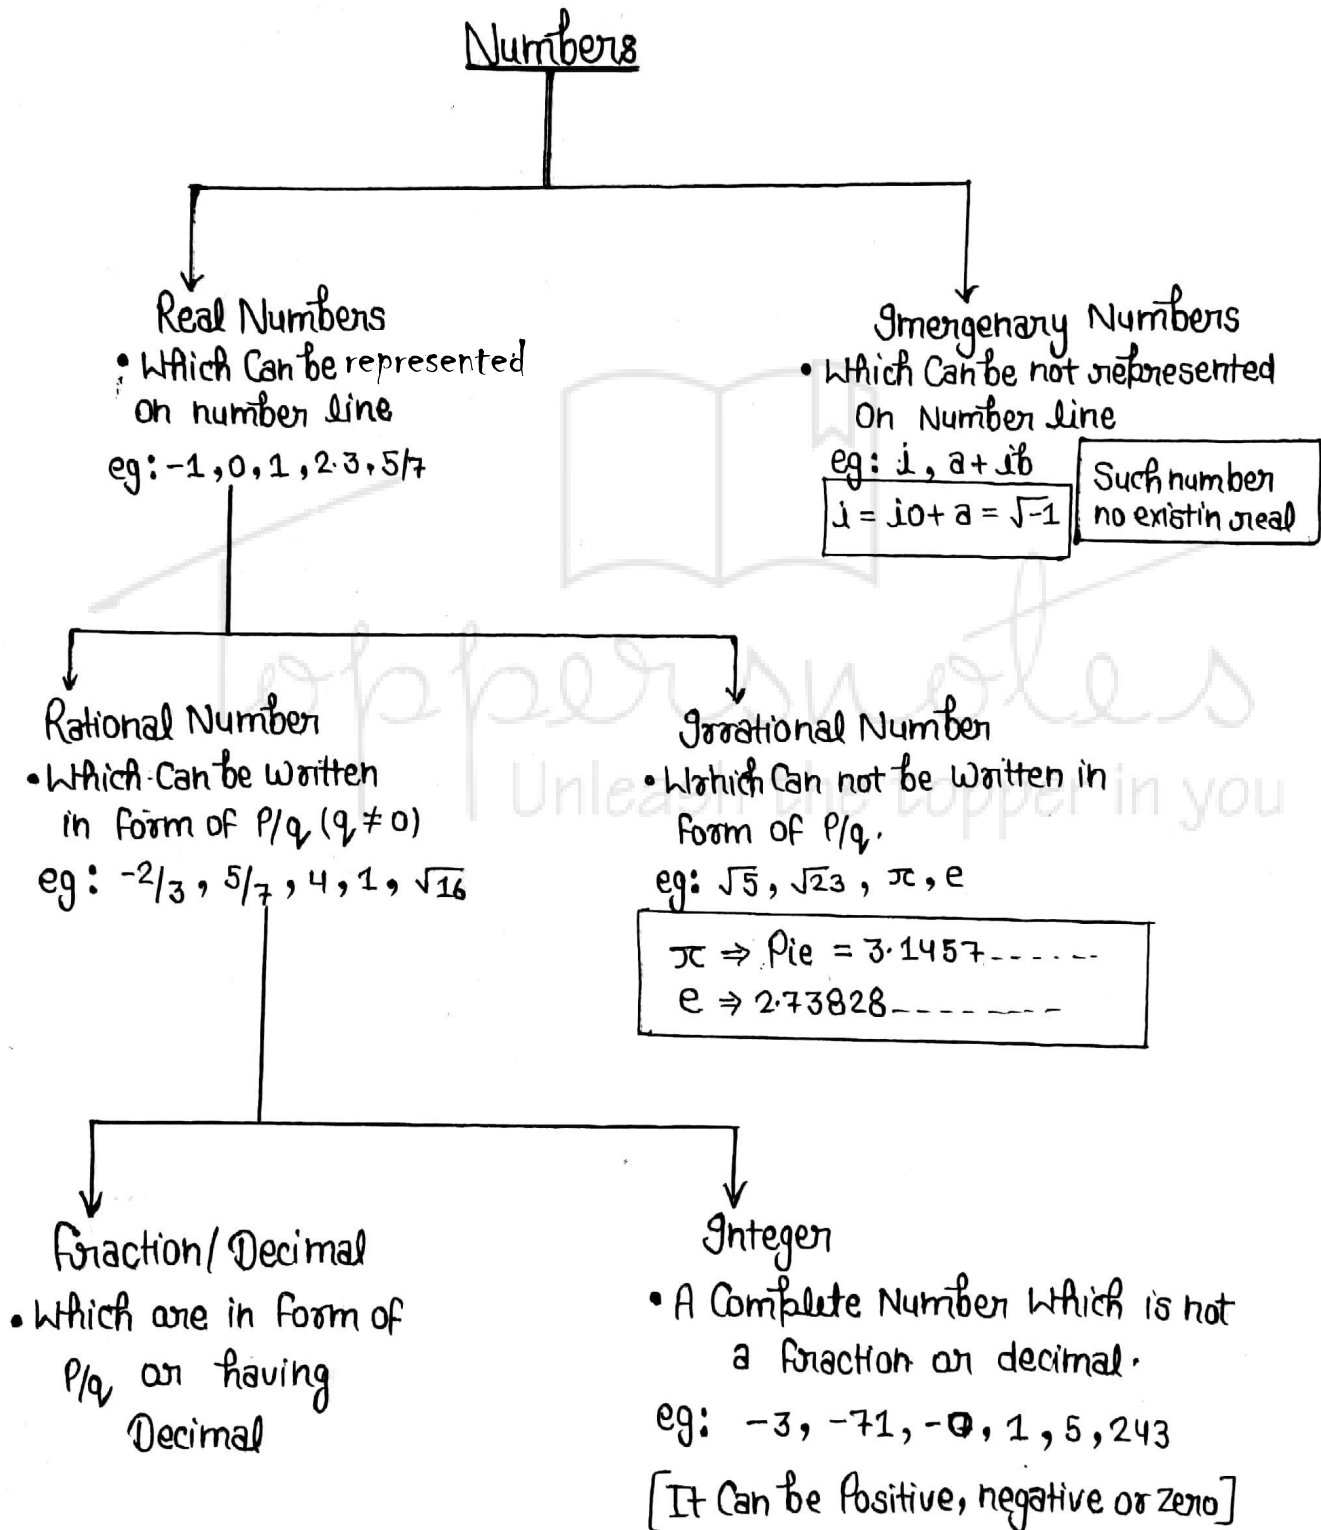 Numbers
Real Numbers
• Which Can be represented
on number line
eg: -1, 0, 1, 2.3, 5/7
Imergenary Numbers
• Which Can be not represented
On Number line
eg: i, a + ib
i = i0 + a = √-1
Such number
no exist in real
Rational Number
• Which Can be written
in form of P/q (q ≠ 0)
eg: -2/3, 5/7, 4, 1, √16
Irrational Number
• Wrhich Can not be written in
form of P/q.
eg: √5, √23, π, e
π ⇒ Pie = 3.1457------
e ⇒ 2.73828--------
Fraction/Decimal
• Which are in form of
P/q or having
Decimal
Integer
• A Complete Number which is not
a fraction or decimal.
eg: -3, -71, -0, 1, 5, 243
[It Can be Positive, negative or zero]
Toppersnotes
Unleash the topper in you